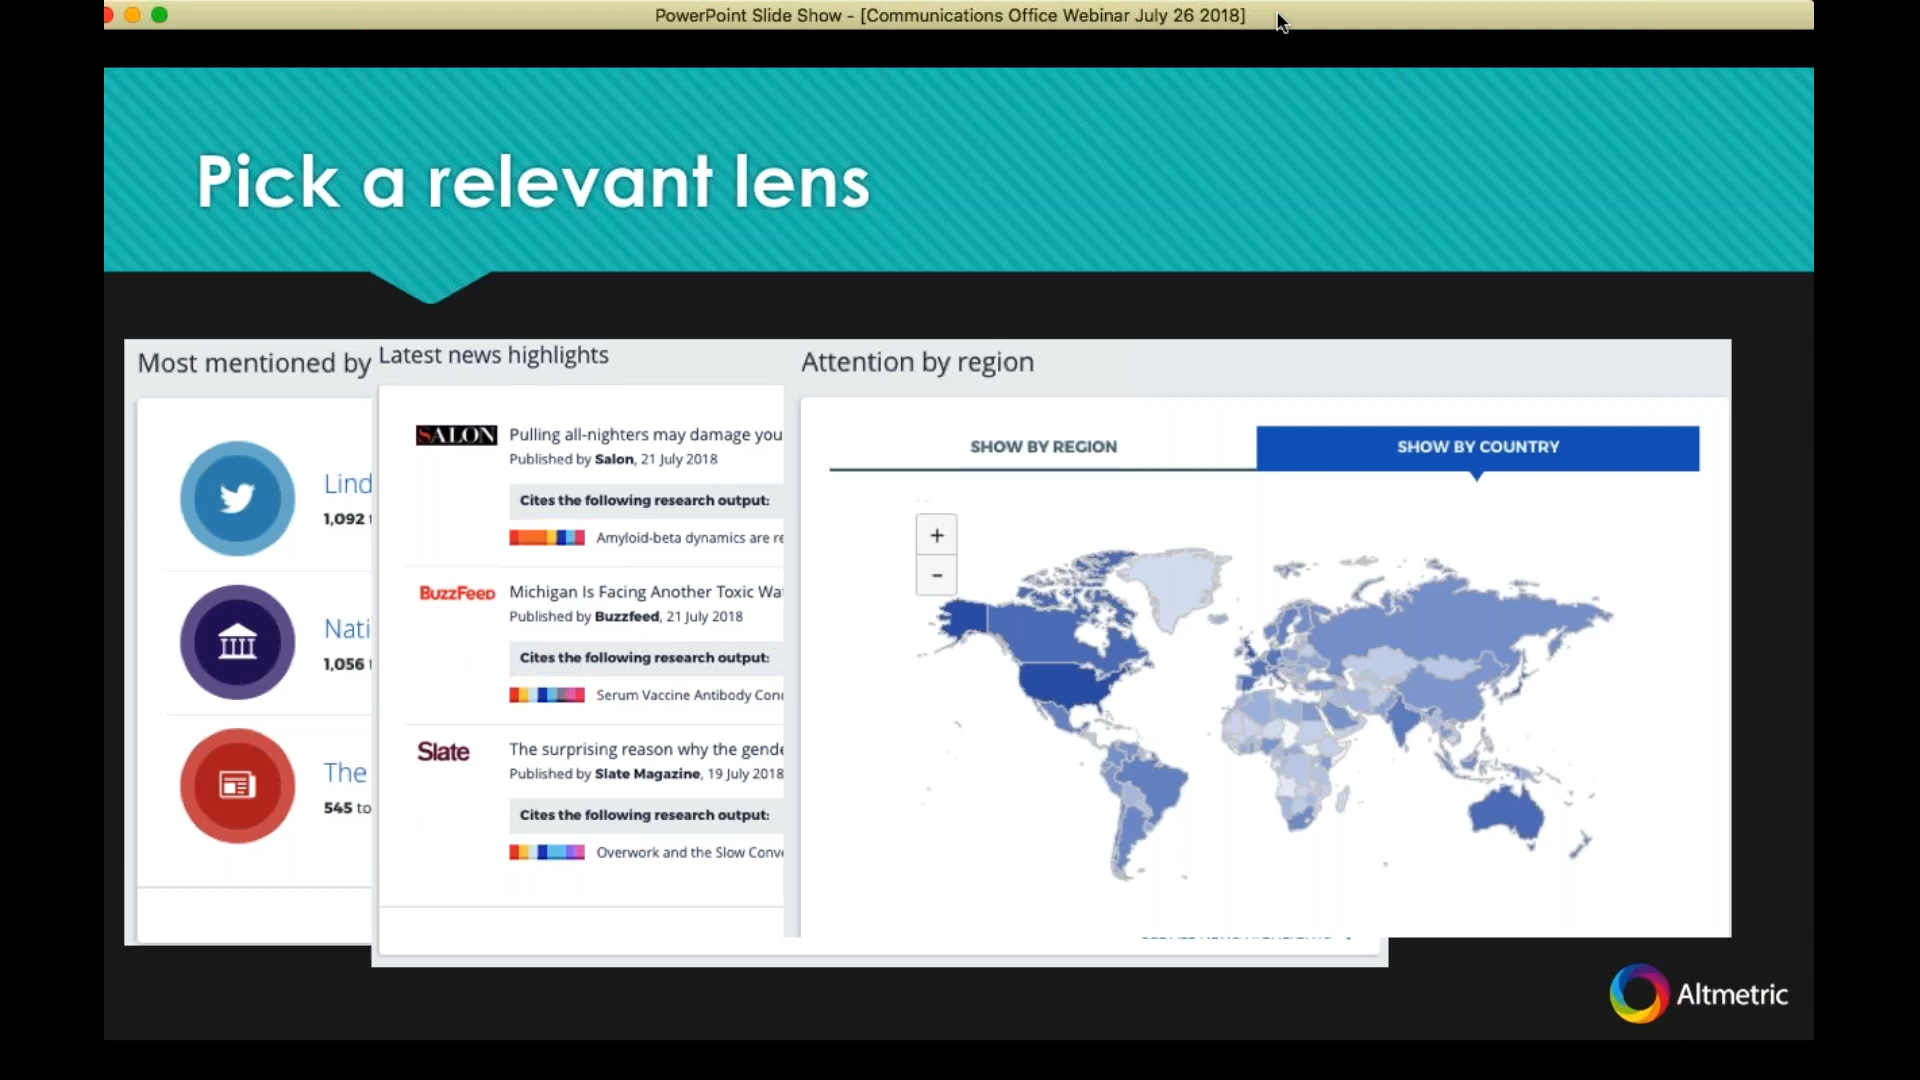 PowerPoint Slide Show - [Communications Office Webinar July 26 2018]
Pick a relevant lens
Most mentioned by
Lind
1,092
Nati
1,056
The
545 to
Latest news highlights
SALON
Pulling all-nighters may damage you
Published by Salon, 21 July 2018
Cites the following research output:
Amyloid-beta dynamics are re
BuzzFeed
Michigan Is Facing Another Toxic Wa
Published by Buzzfeed, 21 July 2018
Cites the following research output:
Serum Vaccine Antibody Conc
Slate
The surprising reason why the gende
Published by Slate Magazine, 19 July 2018
Cites the following research output:
Overwork and the Slow Conve
Attention by region
SHOW BY REGION
SHOW BY COUNTRY
+
-
Altmetric